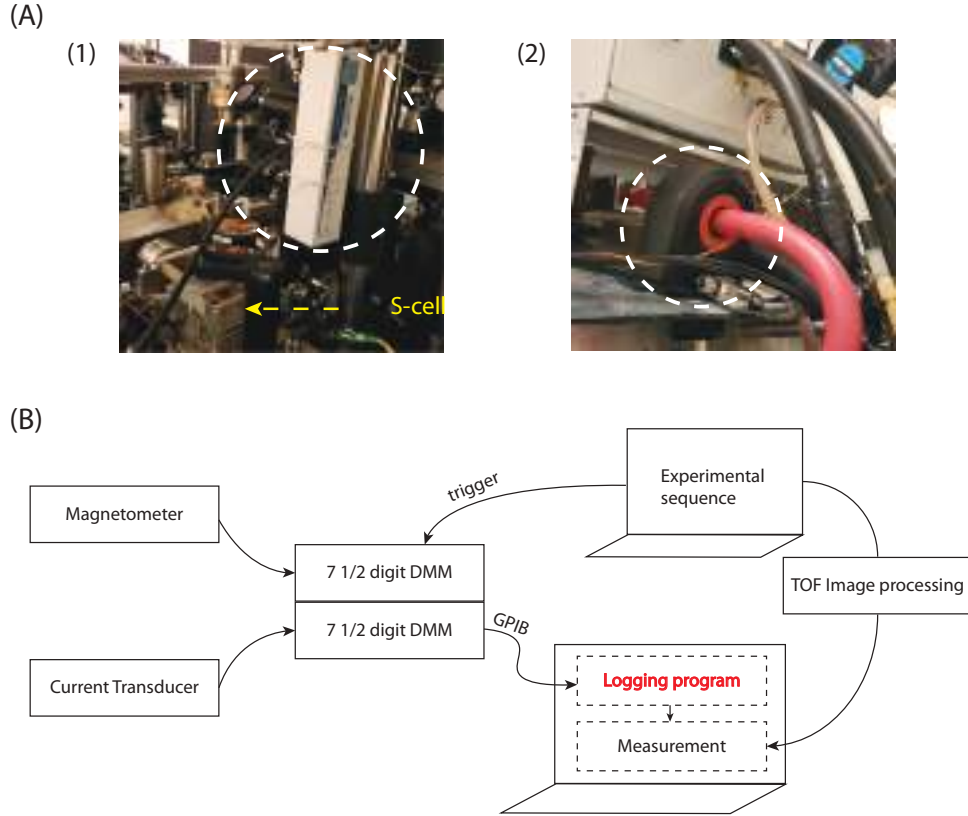 (A)
(1)
(2)
S-cell
(B)
Experimental
sequence
trigger
Magnetometer
7 1/2 digit DMM
TOF Image processing
7 1/2 digit DMM
GPIB
Current Transducer
Logging program
Measurement